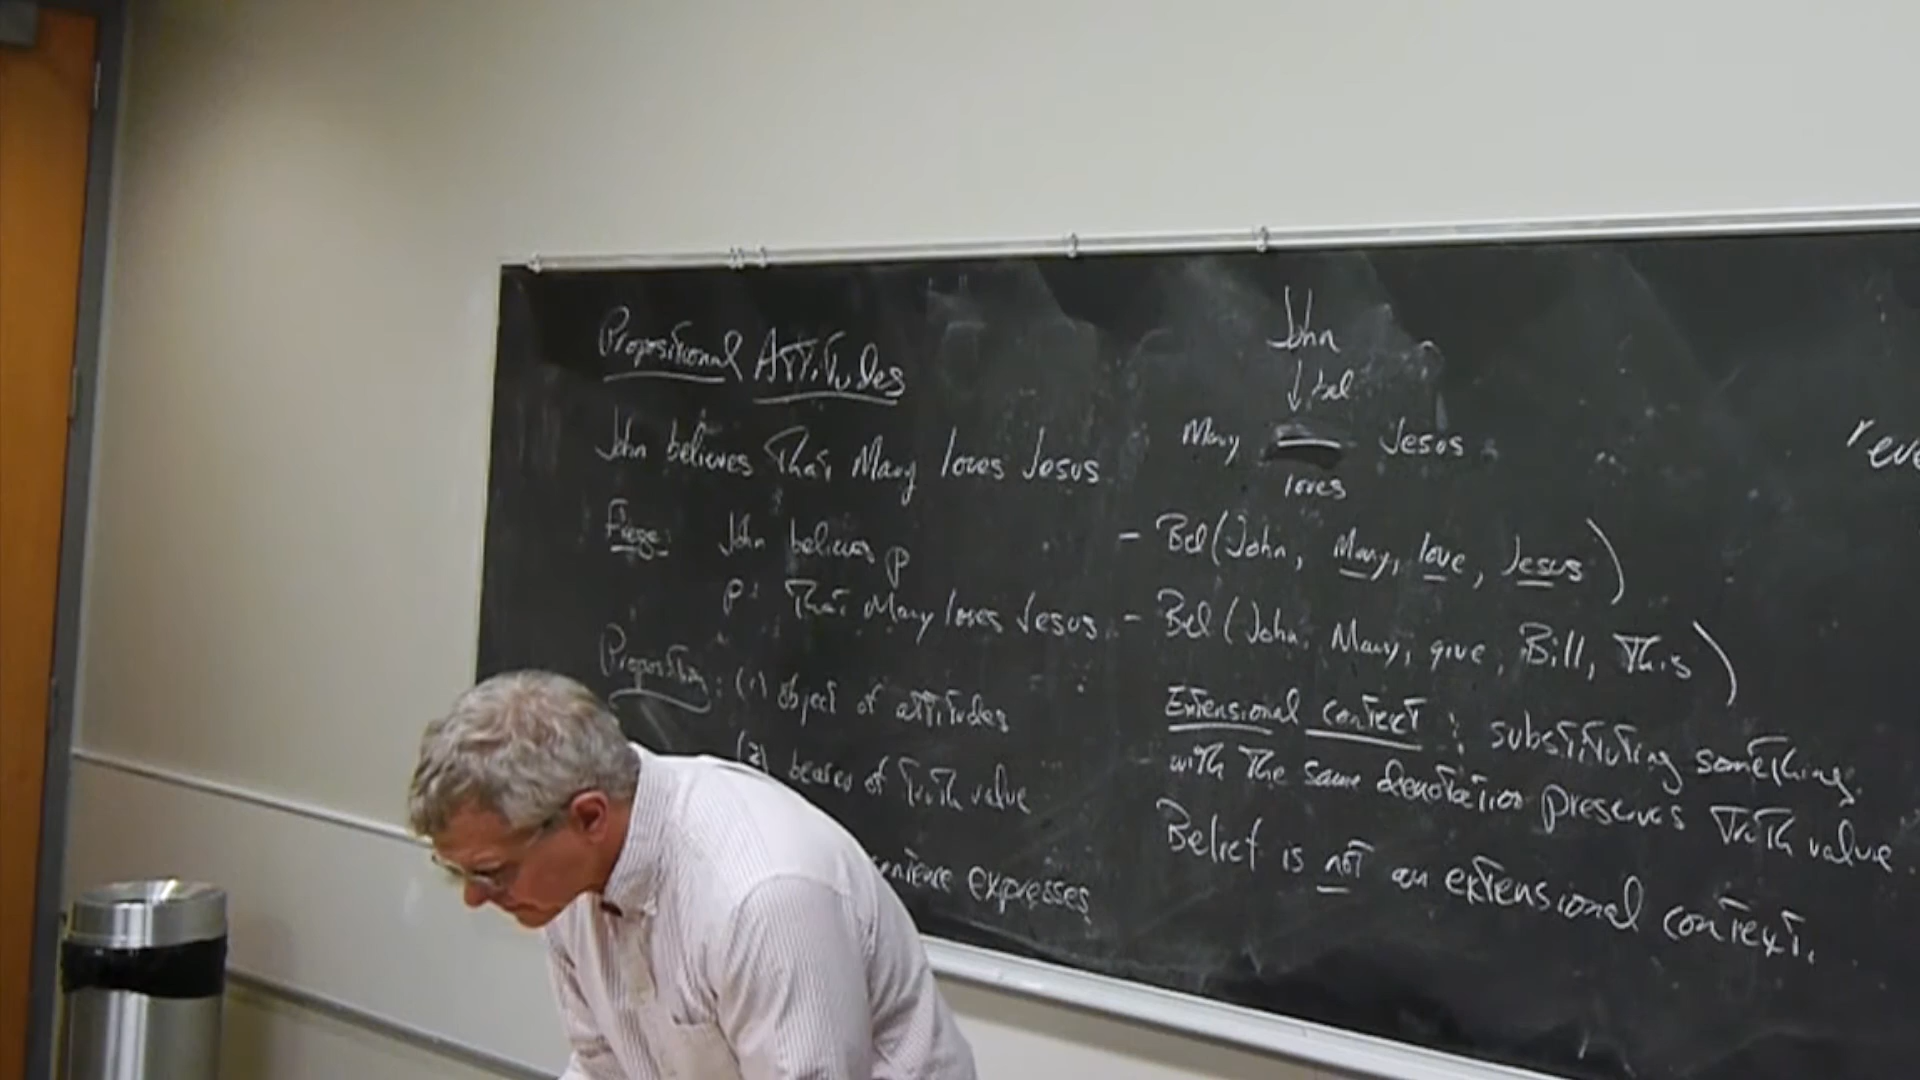 Propositional Attitudes
John believes that Mary loves Jesus
Frege: John believes p
p: that Mary loves Jesus
Proposition: (1) object of attitudes
(2) bearers of truth value
sentence expresses
John
↓ bel
Mary Jesus
loves
- Bel (John, Mary, love, Jesus)
- Bel (John, Mary, give, Bill, this)
Extensional context: substituting something
with the same denotation preserves truth value.
Belief is not an extensional context.